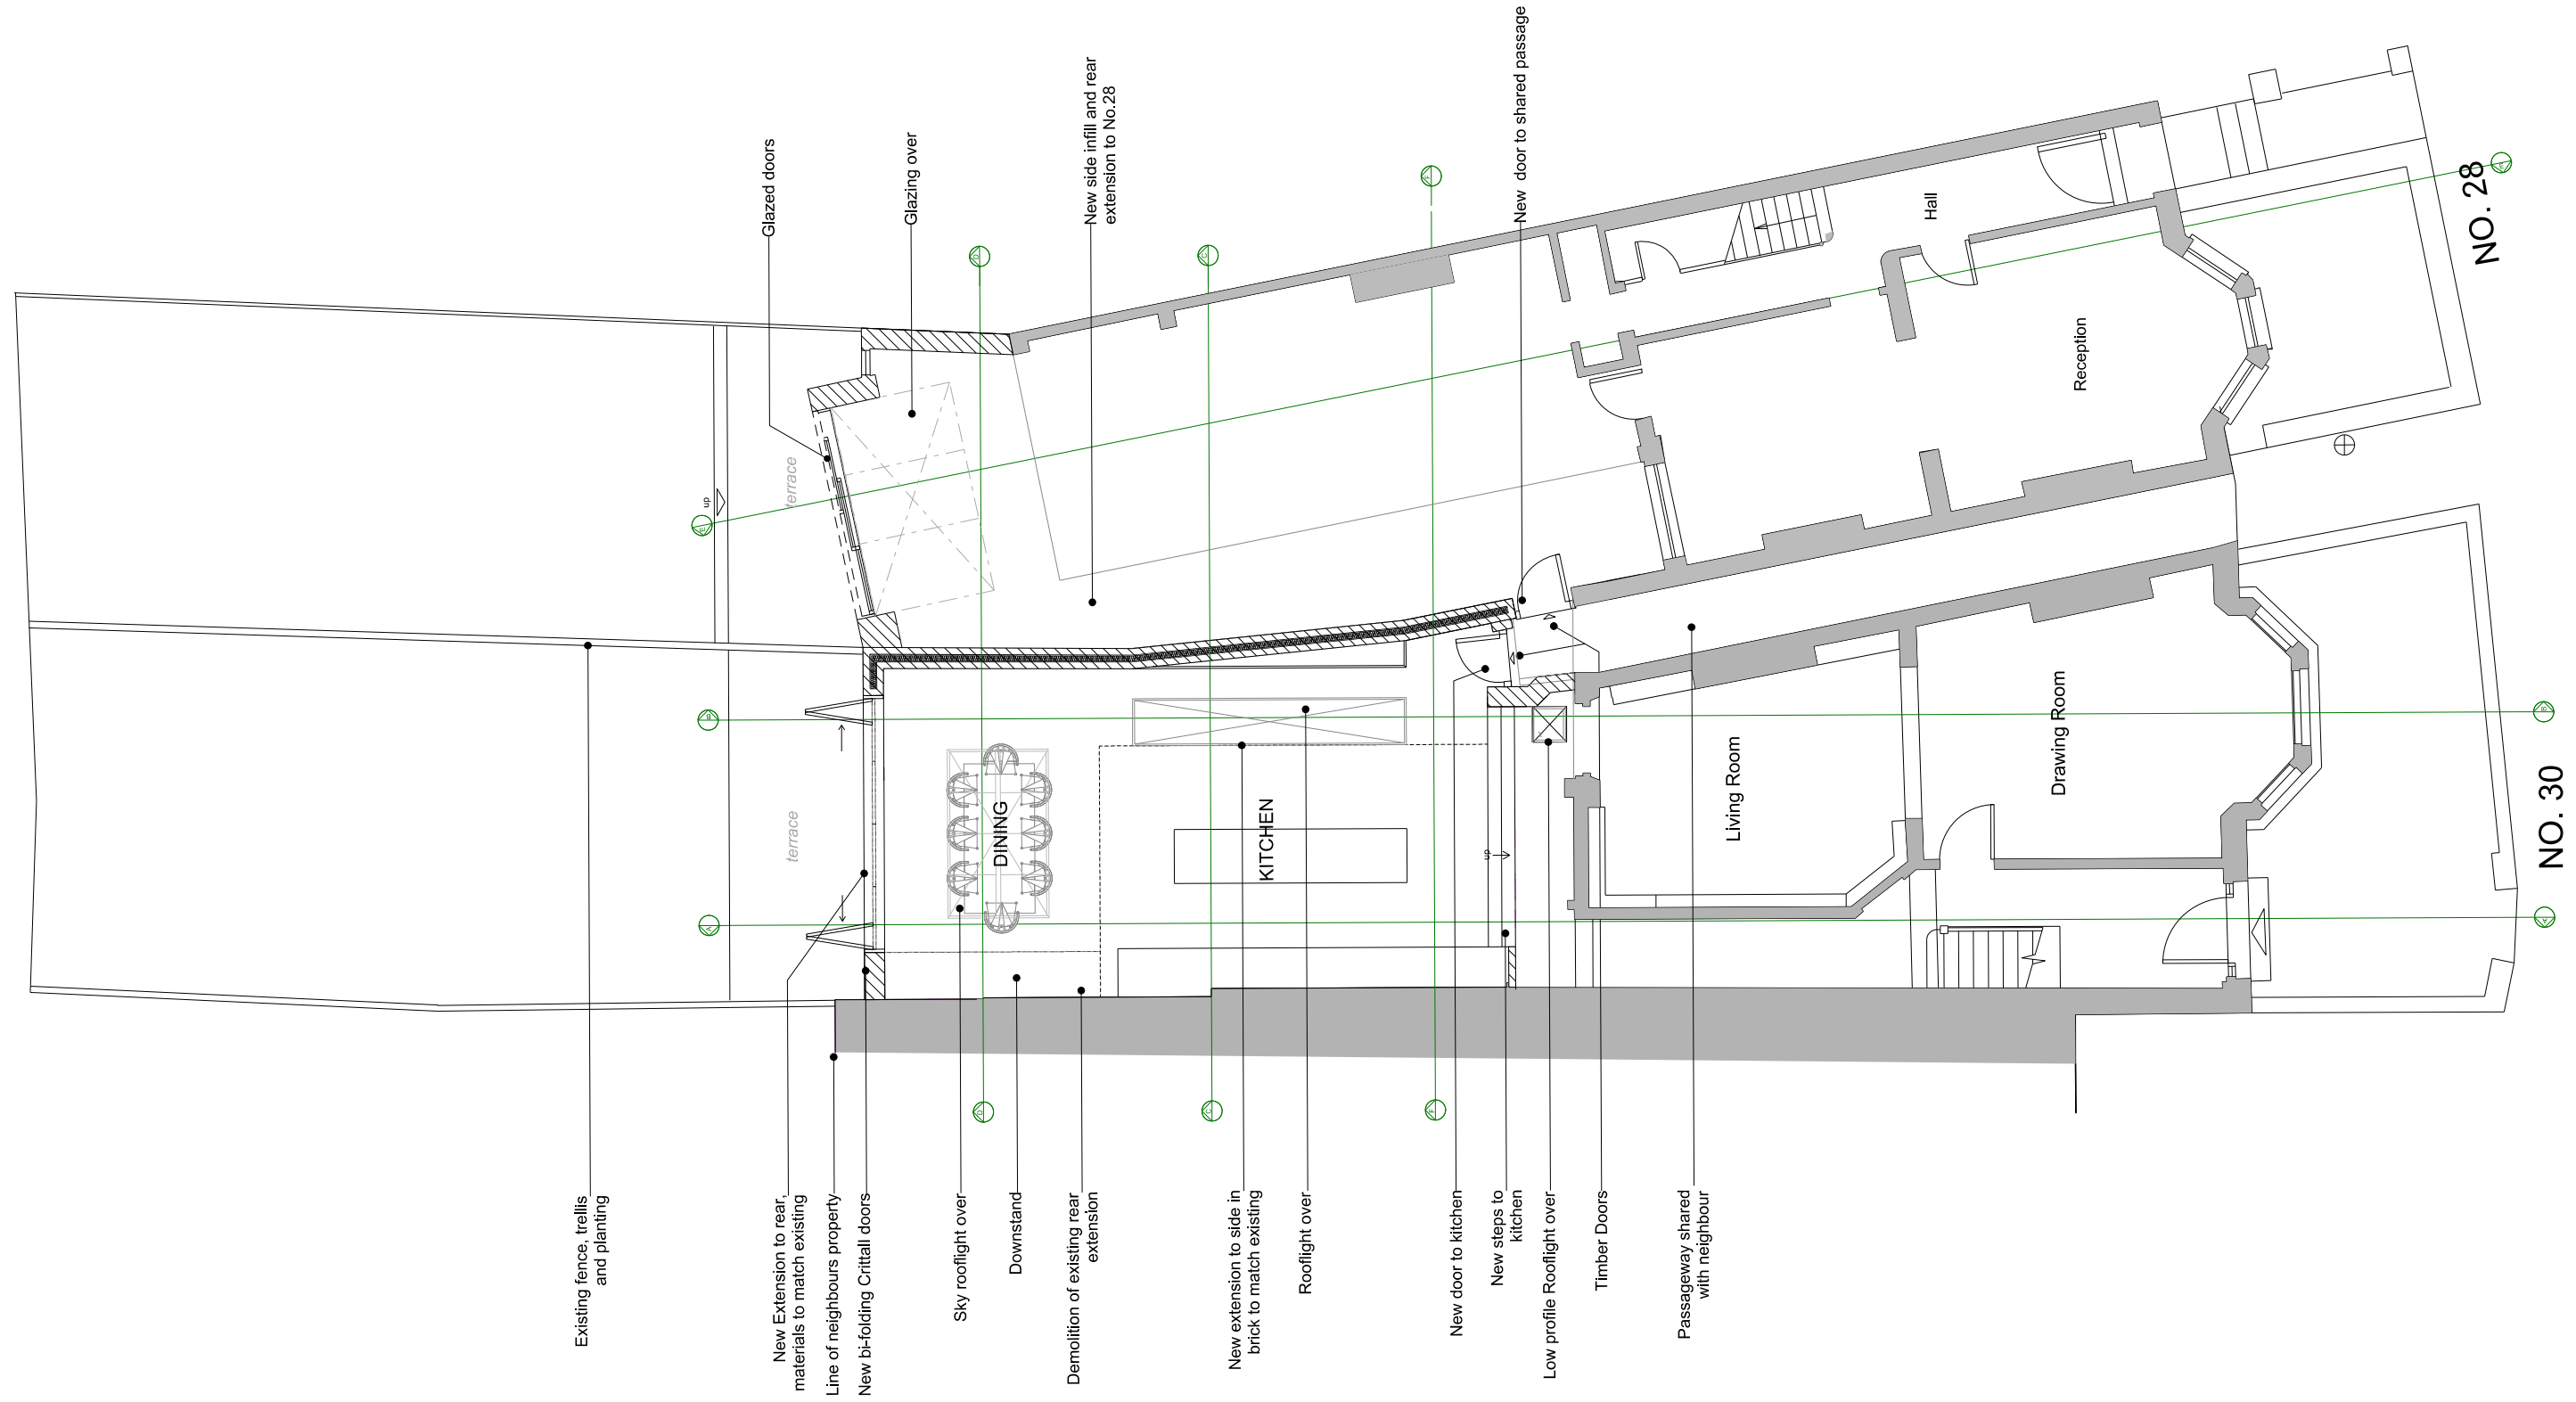 Glazed doors
Glazing over
New side infill and rear
extension to No.28
New door to shared passage
Hall
Reception
NO. 28
terrace
up
terrace
DINING
KITCHEN
up
Living Room
Drawing Room
NO. 30
Existing fence, trellis
and planting
New Extension to rear,
materials to match existing
Line of neighbours property
New bi-folding Crittall doors
Sky rooflight over
Downstand
Demolition of existing rear
extension
New extension to side in
brick to match existing
Rooflight over
New door to kitchen
New steps to
kitchen
Low profile Rooflight over
Timber Doors
Passageway shared
with neighbour
D
C
F
B
B
A
A
D
C
F